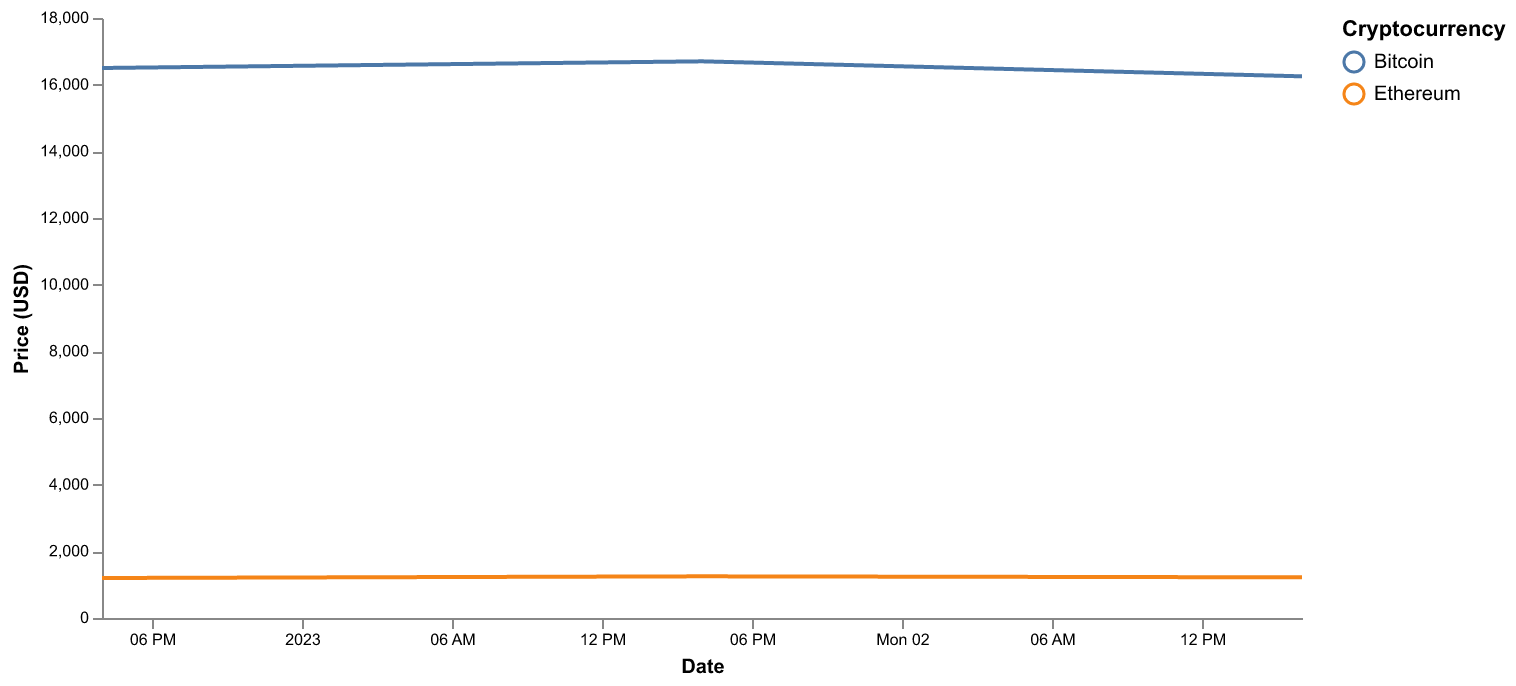 18,000
16,000
14,000
12,000
10,000
8,000
6,000
4,000
2,000
0
Price (USD)
06 PM
2023
06 AM
12 PM
06 PM
Mon 02
06 AM
12 PM
Date
Cryptocurrency
Bitcoin
Ethereum